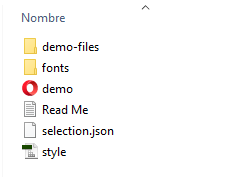 Nombre
demo-files
fonts
demo
Read Me
selection.json
style